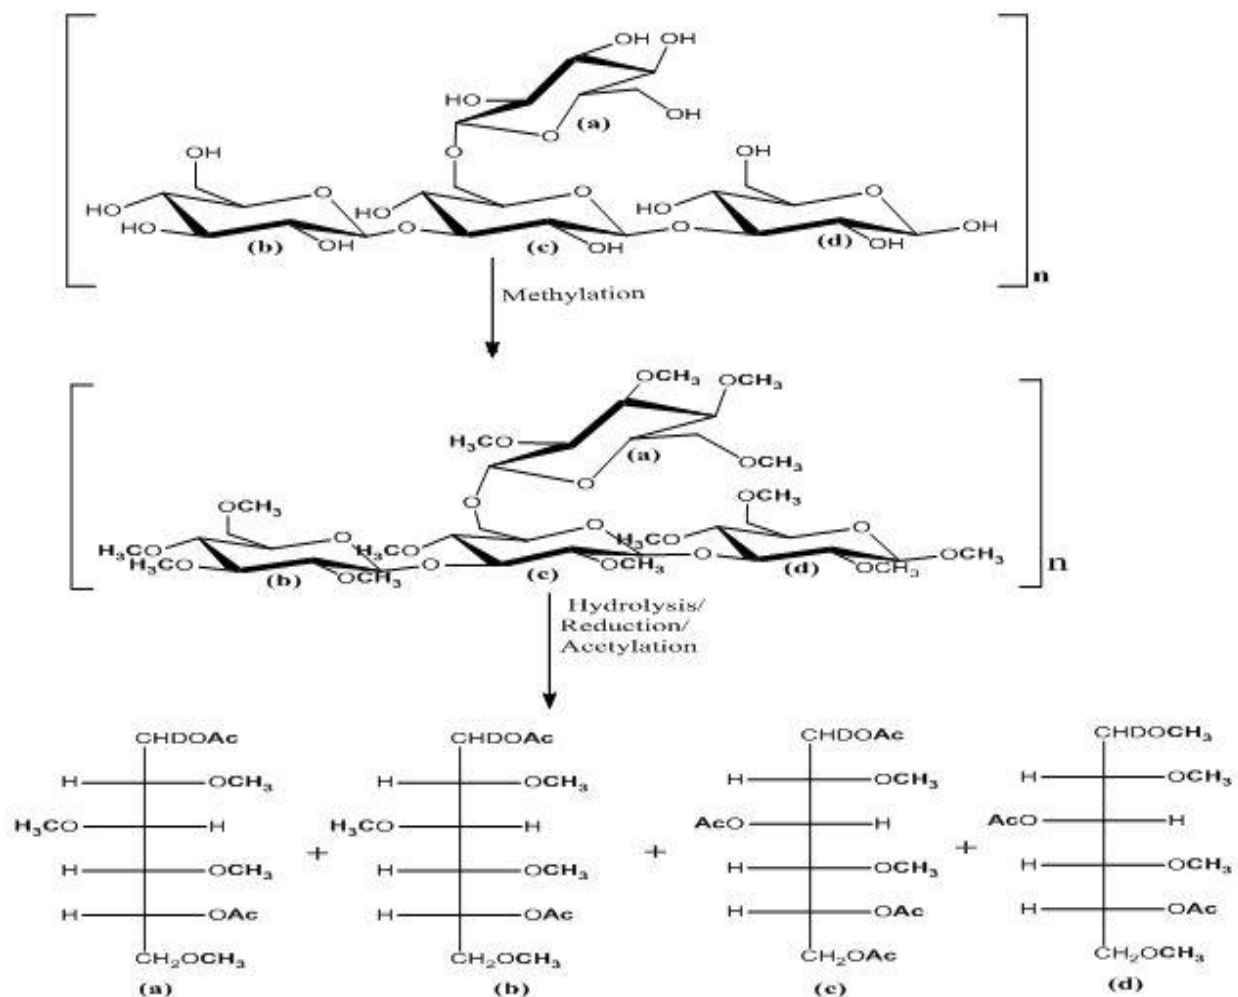 OH OH
HO
OH
(a)
O
O
OH
OH
O
O
O
HO
HO
HO
HO
OH
O
OH
O
OH
OH
(b)
(c)
(d)
n
Methylation
OCH3 OCH3
H3CO
(a)
OCH3
O
O
OCH3
OCH3
O
O
O
H3CO
H3CO
H3CO
H3CO
OCH3
O
OCH3
O
OCH3
OCH3
(b)
(c)
(d)
n
Hydrolysis/
Reduction/
Acetylation
CHDOAc CHDOAc CHDOAc CHDOCH3
H OCH3 H OCH3 H OCH3 H OCH3
H3CO H + H3CO H + AcO H + AcO H
H OCH3 H OCH3 H OCH3 H OCH3
H OAc H OAc H OAc H OAc
CH2OCH3 CH2OCH3 CH2OAc CH2OCH3
(a) (b) (c) (d)